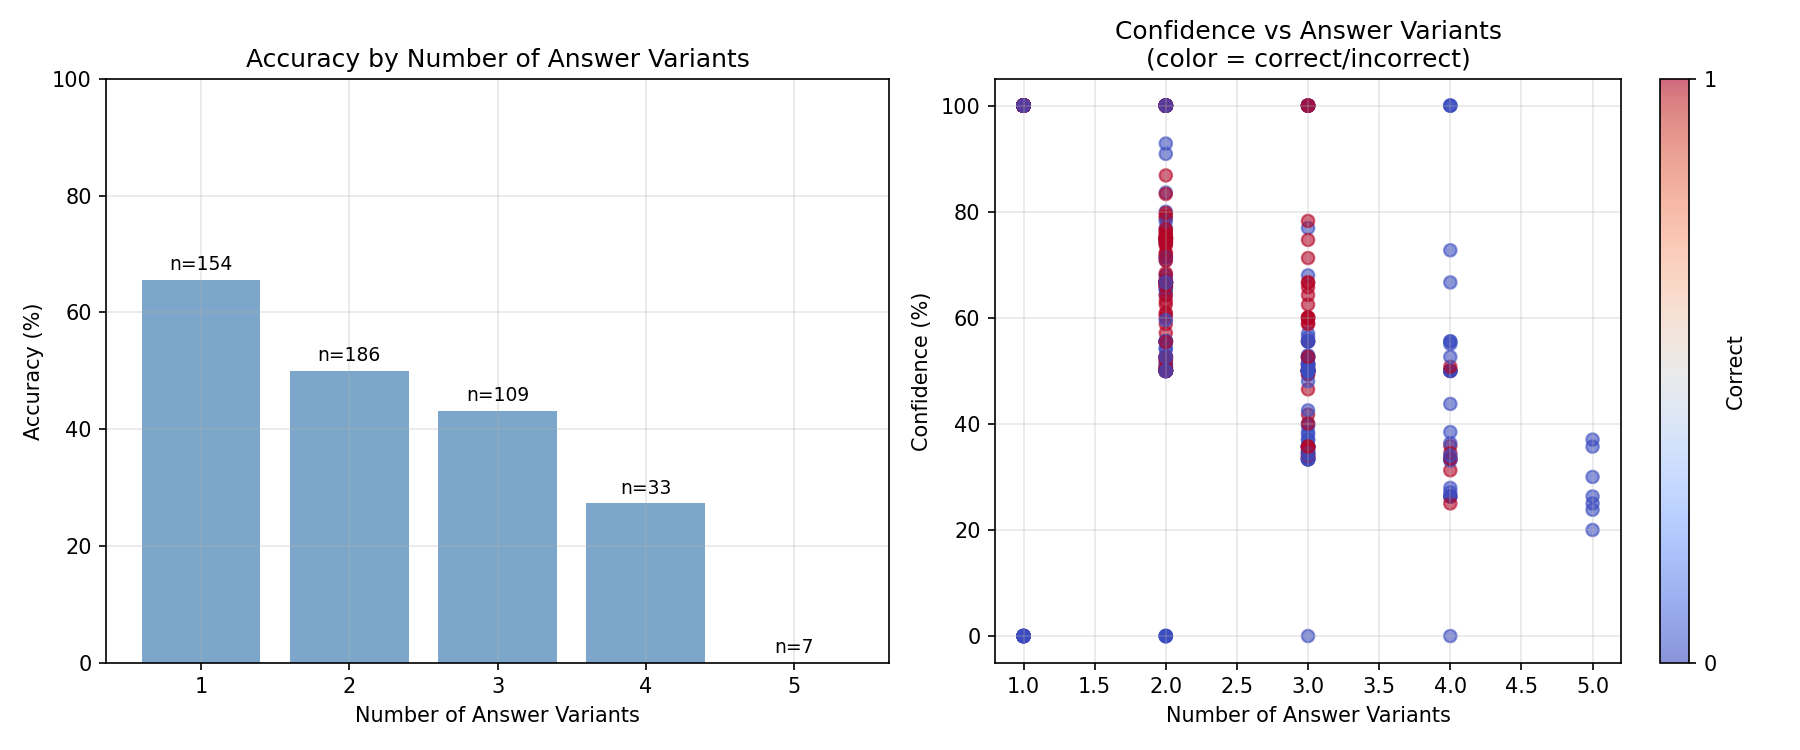 Accuracy by Number of Answer Variants
100
80
60
40
20
0
Accuracy (%)
n=154
n=186
n=109
n=33
n=7
1 2 3 4 5
Number of Answer Variants
Confidence vs Answer Variants
(color = correct/incorrect)
100
80
60
40
20
0
Confidence (%)
1.0 1.5 2.0 2.5 3.0 3.5 4.0 4.5 5.0
Number of Answer Variants
1
0
Correct